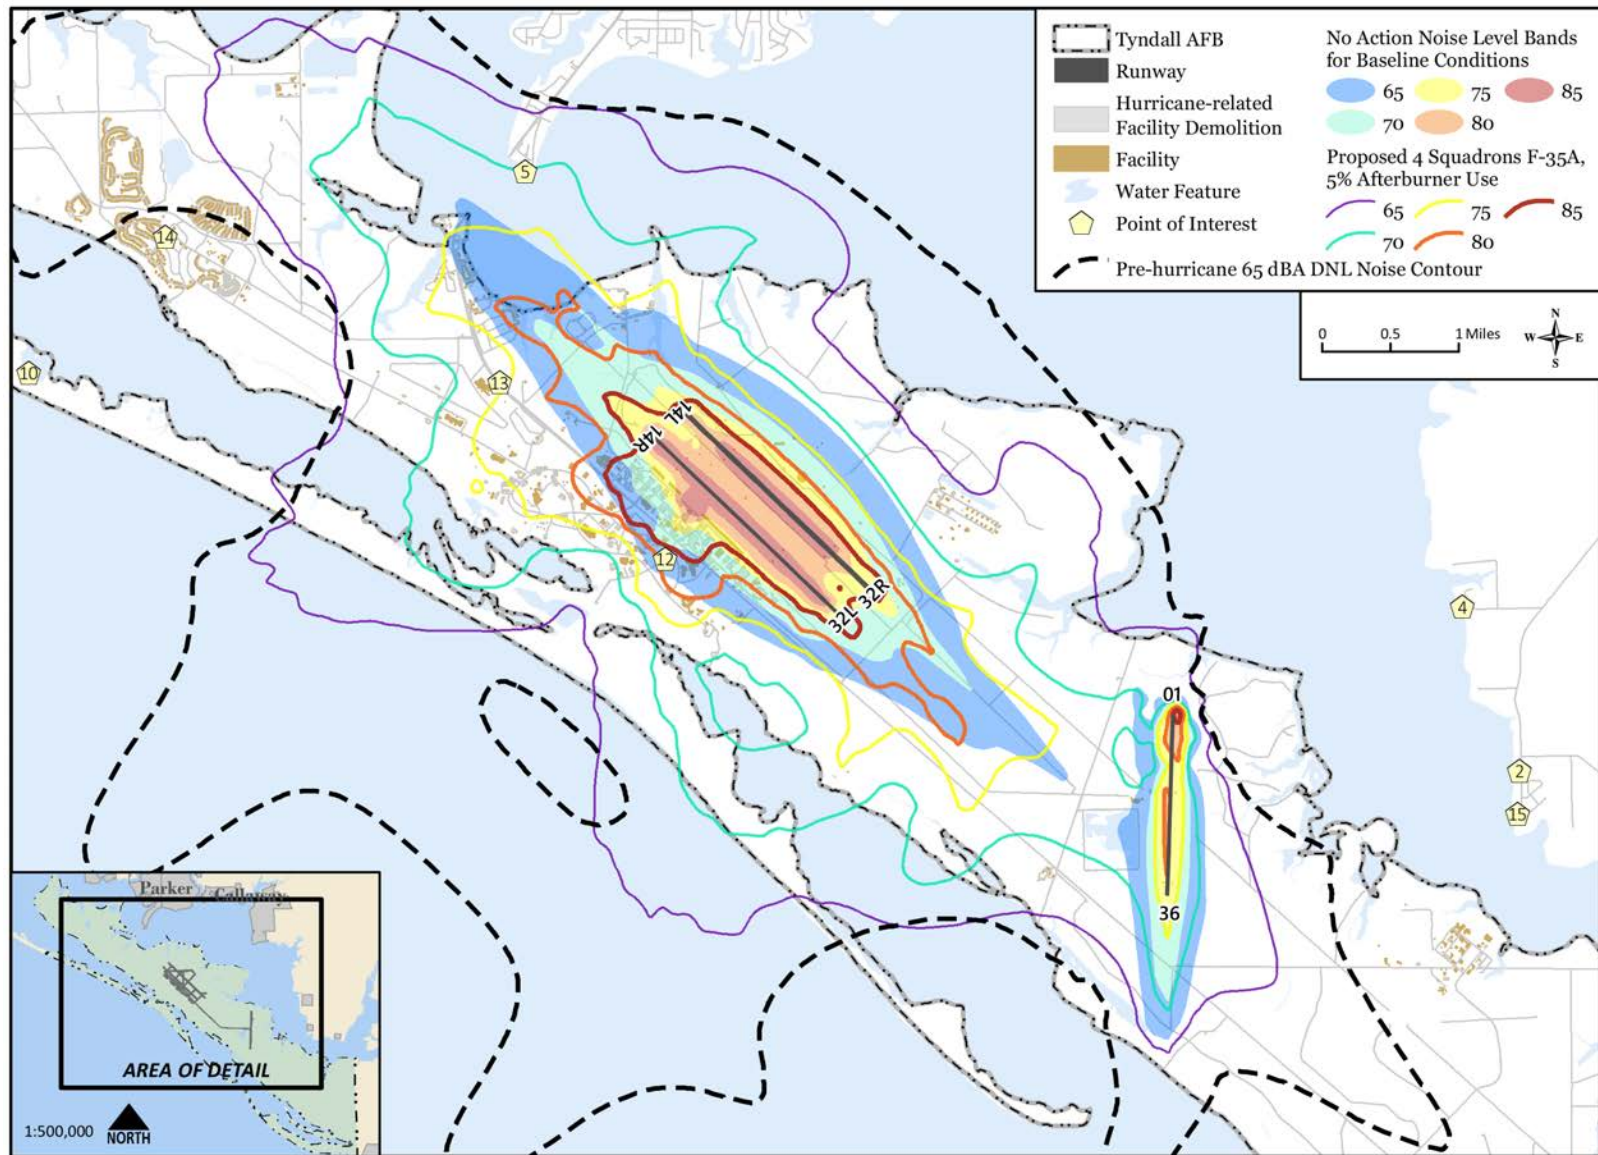 Tyndall AFB
Runway
Hurricane-related
Facility Demolition
Facility
Water Feature
Point of Interest
Pre-hurricane 65 dBA DNL Noise Contour
No Action Noise Level Bands
for Baseline Conditions
65 75 85
70 80
Proposed 4 Squadrons F-35A,
5% Afterburner Use
65 75 85
70 80
0 0.5 1 Miles
N
W E
S
5
14
10
13
14L
14R
12
32R
32L
4
01
2
15
36
Parker
Callaway
AREA OF DETAIL
1:500,000
NORTH